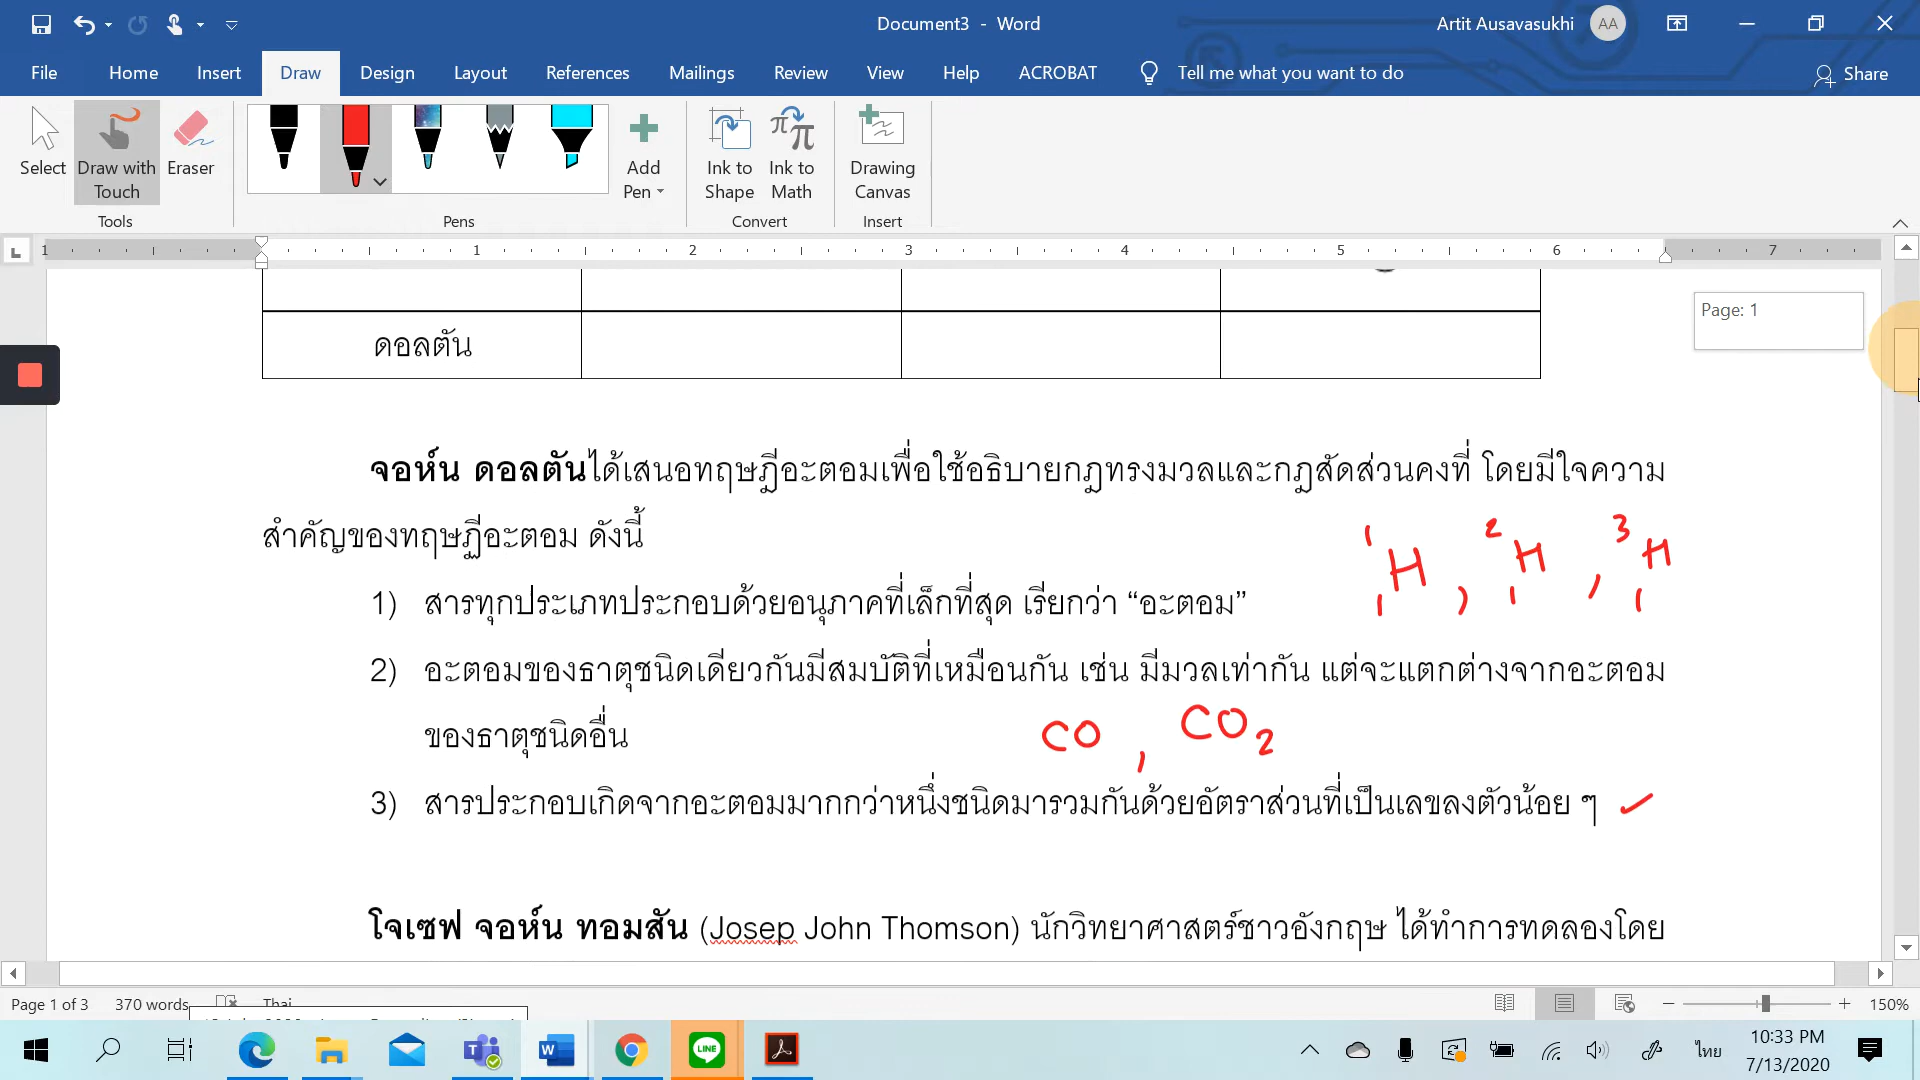 Document3 - Word
Artit Ausavasukhi AA
File Home Insert Draw Design Layout References Mailings Review View Help ACROBAT Tell me what you want to do Share
Select Draw with Touch Eraser Add Pen Ink to Shape Ink to Math Drawing Canvas
Tools Pens Convert Insert
1 1 2 3 4 5 6 7
Page: 1
ดอลตัน
จอห์น ดอลตันได้เสนอทฤษฎีอะตอมเพื่อใช้อธิบายกฎทรงมวลและกฎสัดส่วนคงที่ โดยมีใจความ
สำคัญของทฤษฎีอะตอม ดังนี้
1 H 1 , 2 H 1 , 3 H 1
1) สารทุกประเภทประกอบด้วยอนุภาคที่เล็กที่สุด เรียกว่า “อะตอม”
2) อะตอมของธาตุชนิดเดียวกันมีสมบัติที่เหมือนกัน เช่น มีมวลเท่ากัน แต่จะแตกต่างจากอะตอม
ของธาตุชนิดอื่น
CO , CO2
3) สารประกอบเกิดจากอะตอมมากกว่าหนึ่งชนิดมารวมกันด้วยอัตราส่วนที่เป็นเลขลงตัวน้อย ๆ
โจเซฟ จอห์น ทอมสัน (Josep John Thomson) นักวิทยาศาสตร์ชาวอังกฤษ ได้ทำการทดลองโดย
Page 1 of 3 370 words Thai 150%
10:33 PM
ไทย
7/13/2020